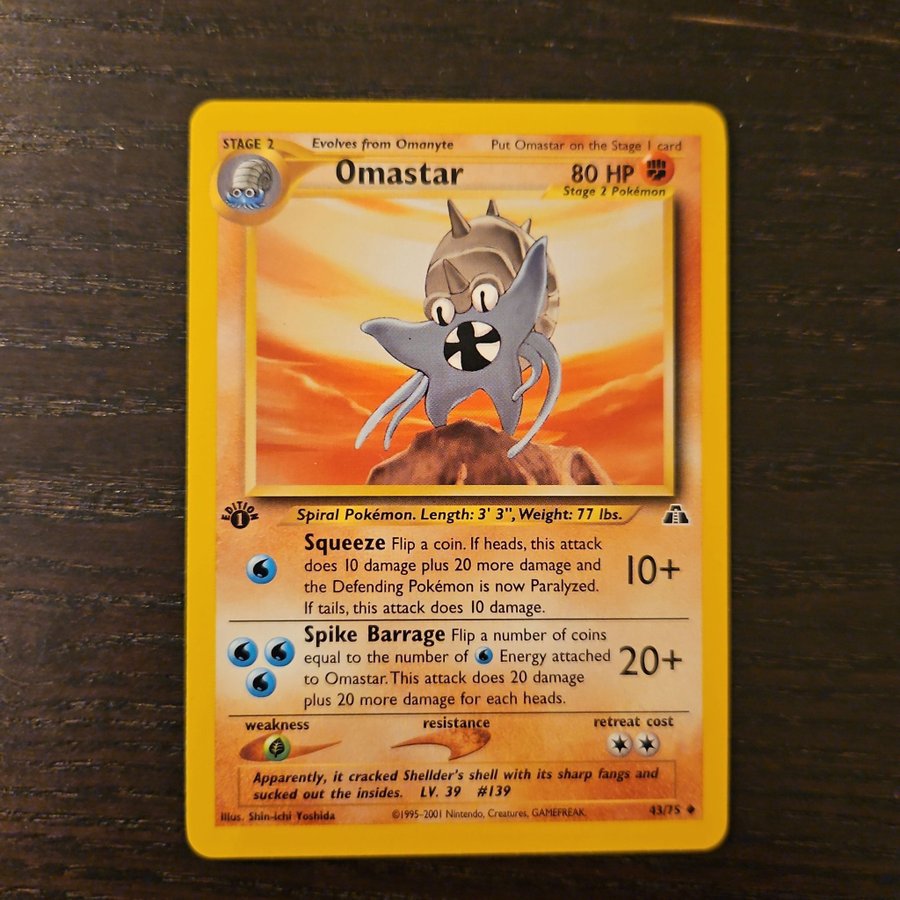 STAGE 2 Evolves from Omanyte Put Omastar on the Stage 1 card
Omastar 80 HP
Stage 2 Pokémon
EDITION
1
Spiral Pokémon. Length: 3' 3", Weight: 77 lbs.
Squeeze Flip a coin. If heads, this attack
does 10 damage plus 20 more damage and
the Defending Pokémon is now Paralyzed.
If tails, this attack does 10 damage.
10+
Spike Barrage Flip a number of coins
equal to the number of Energy attached
to Omastar. This attack does 20 damage
plus 20 more damage for each heads.
20+
weakness resistance retreat cost
Apparently, it cracked Shellder's shell with its sharp fangs and
sucked out the insides. LV. 39 #139
Illus. Shin-ichi Yoshida ©1995-2001 Nintendo, Creatures, GAMEFREAK. 43/75